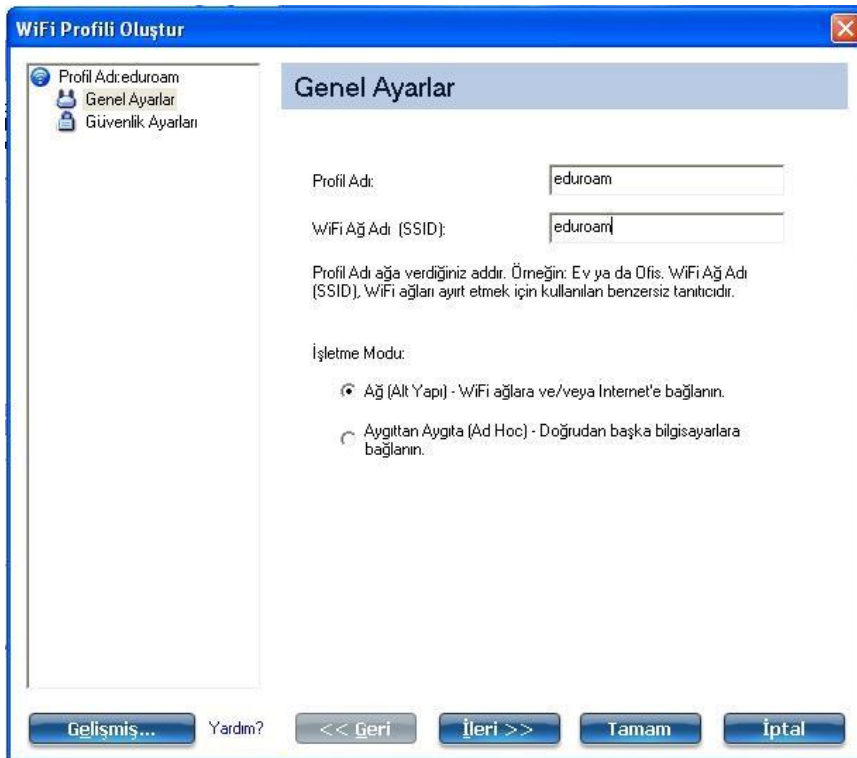 WiFi Profili Oluştur
Profil Adı:eduroam
Genel Ayarlar
Güvenlik Ayarları
Genel Ayarlar
Profil Adı:
eduroam
WiFi Ağ Adı (SSID):
eduroam
Profil Adı ağa verdiğiniz addır. Örneğin: Ev ya da Ofis. WiFi Ağ Adı
(SSID), WiFi ağları ayırt etmek için kullanılan benzersiz tanıtıcıdır.
İşletme Modu:
Ağ (Alt Yapı) - WiFi ağlara ve/veya Internet'e bağlanın.
Aygıttan Aygıta (Ad Hoc) - Doğrudan başka bilgisayarlara
bağlanın.
Gelişmiş...
Yardım?
<< Geri
İleri >>
Tamam
İptal